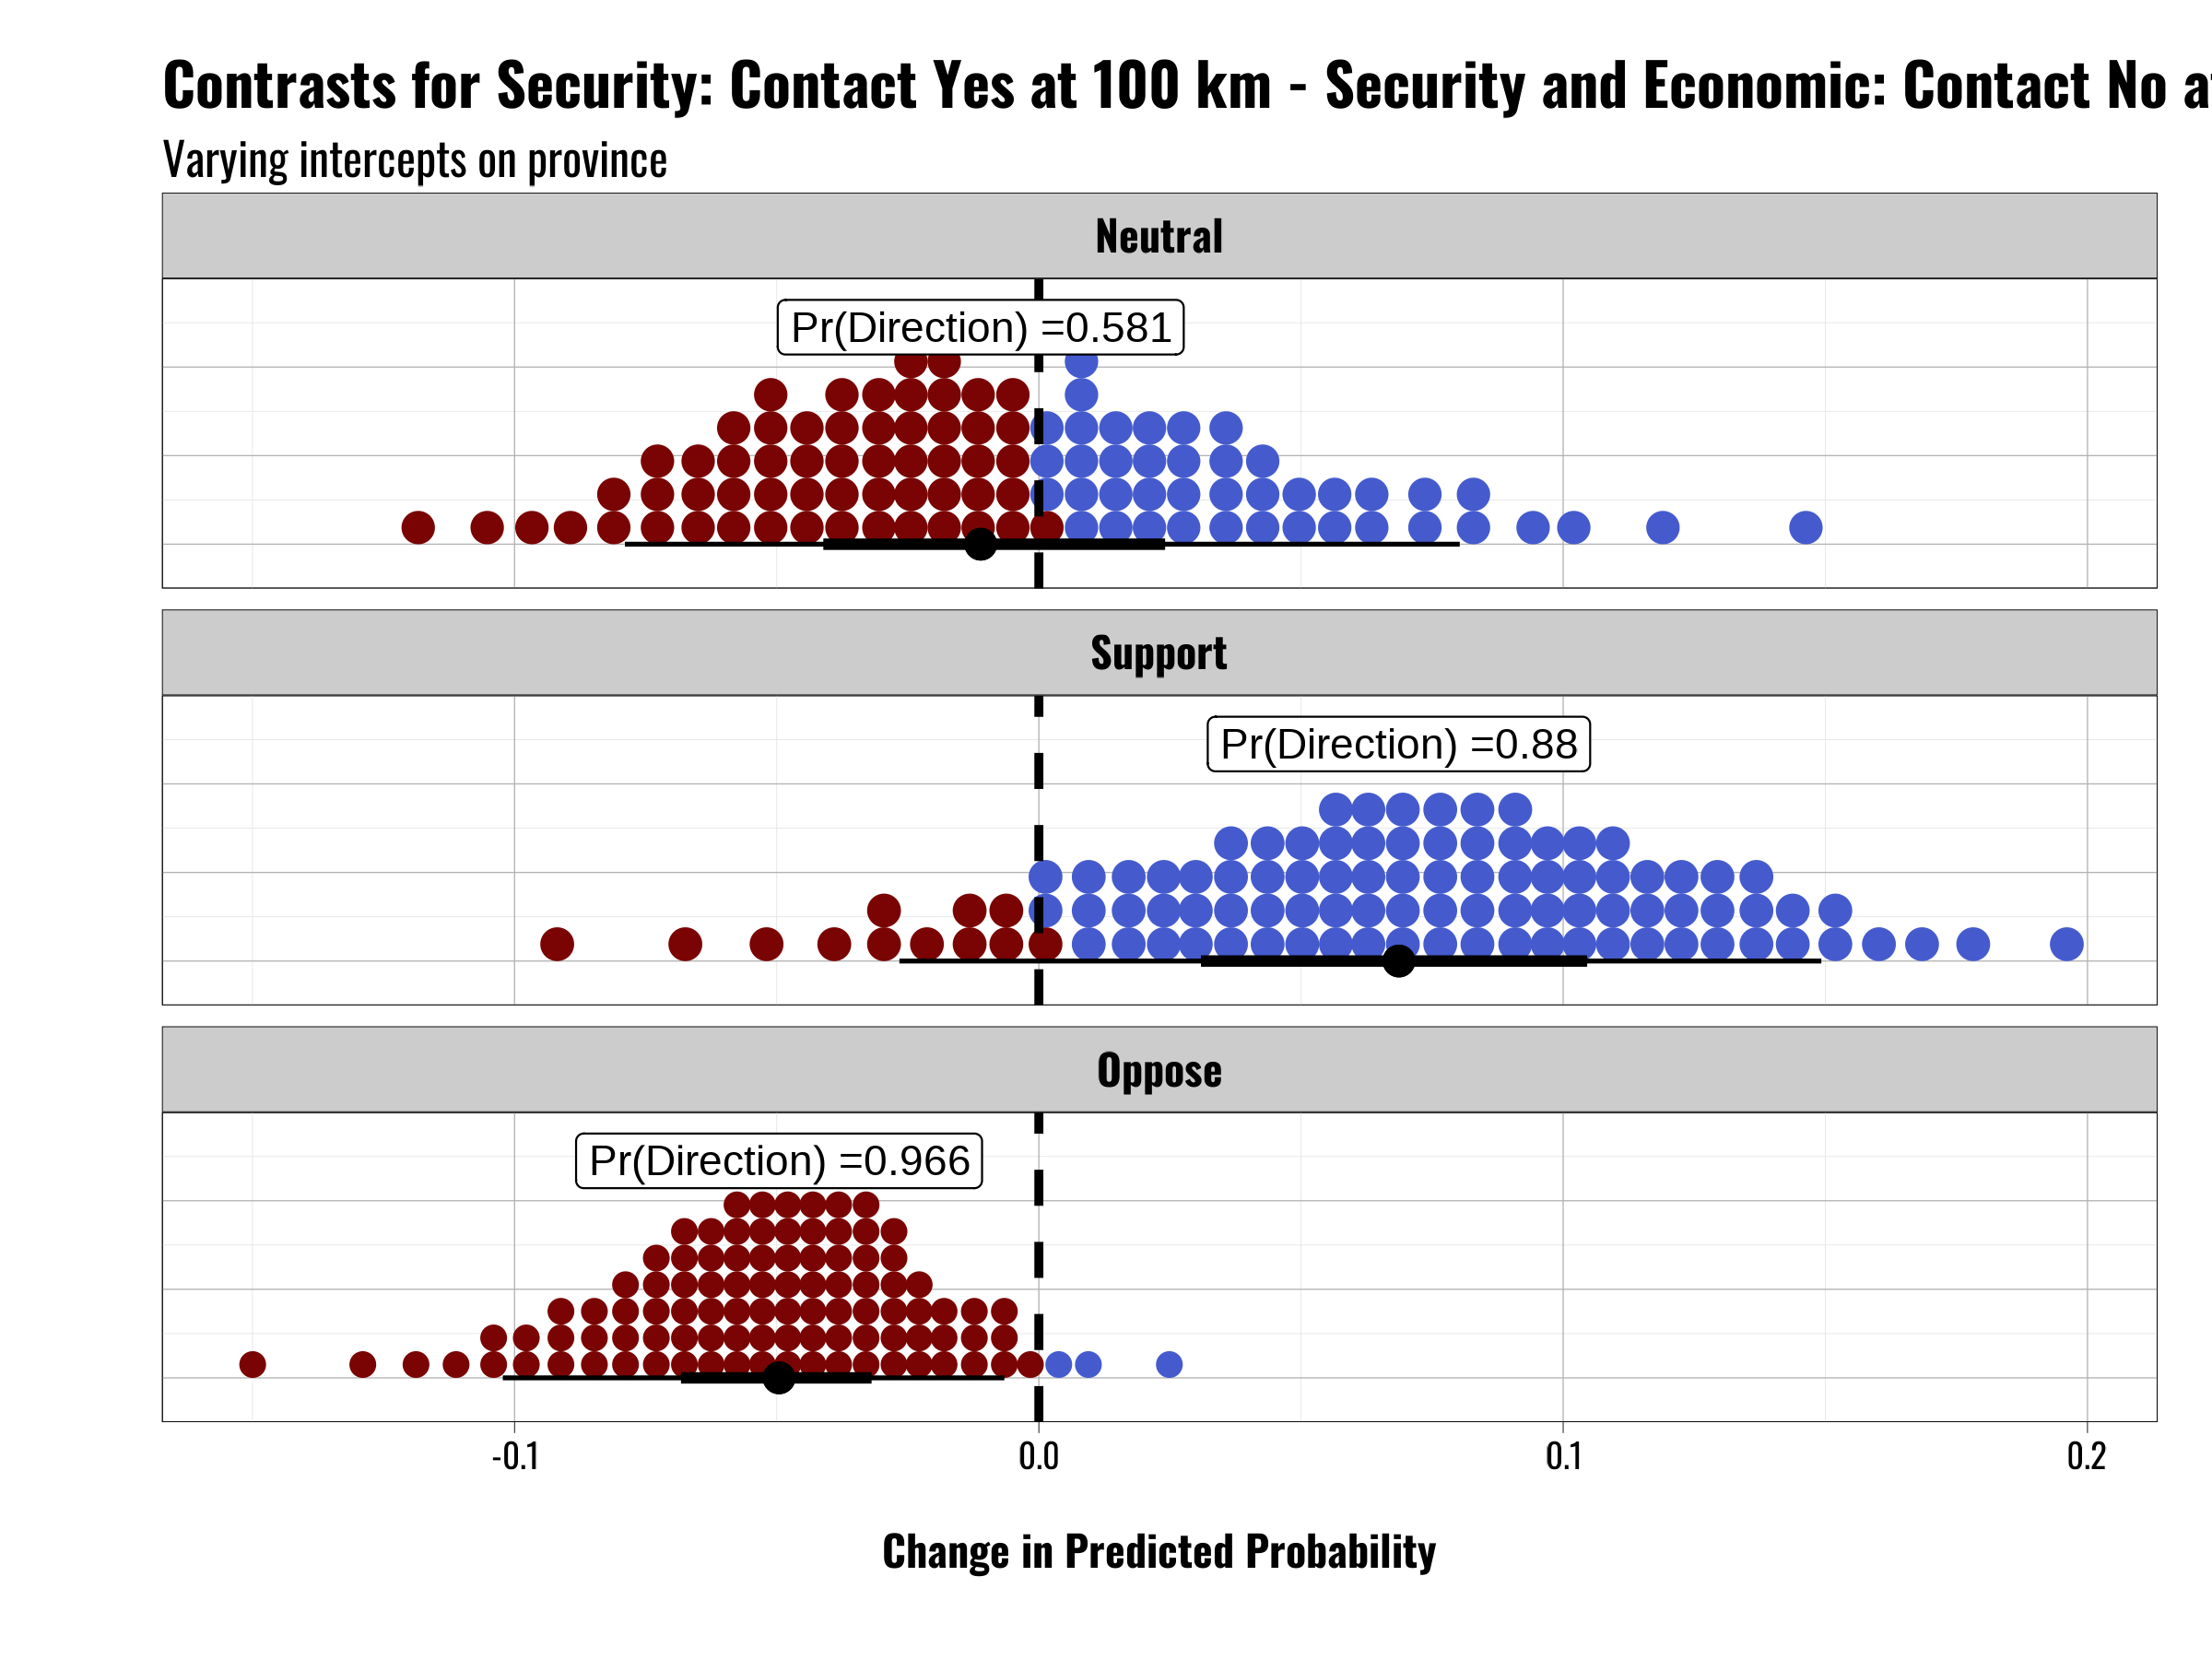 Contrasts for Security: Contact Yes at 100 km - Security and Economic: Contact No
Varying intercepts on province
Neutral
Pr(Direction) =0.581
Support
Pr(Direction) =0.88
Oppose
Pr(Direction) =0.966
-0.1 0.0 0.1 0.2
Change in Predicted Probability